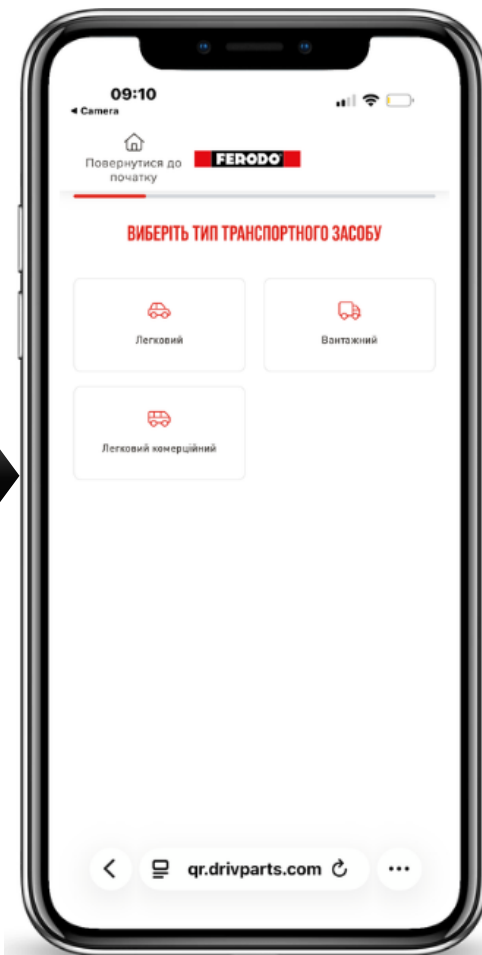 09:10
◀ Camera
Повернутися до
початку
FERODO
ВИБЕРІТЬ ТИП ТРАНСПОРТНОГО ЗАСОБУ
Легковий
Вантажний
Легковий комерційний
qr.drivparts.com